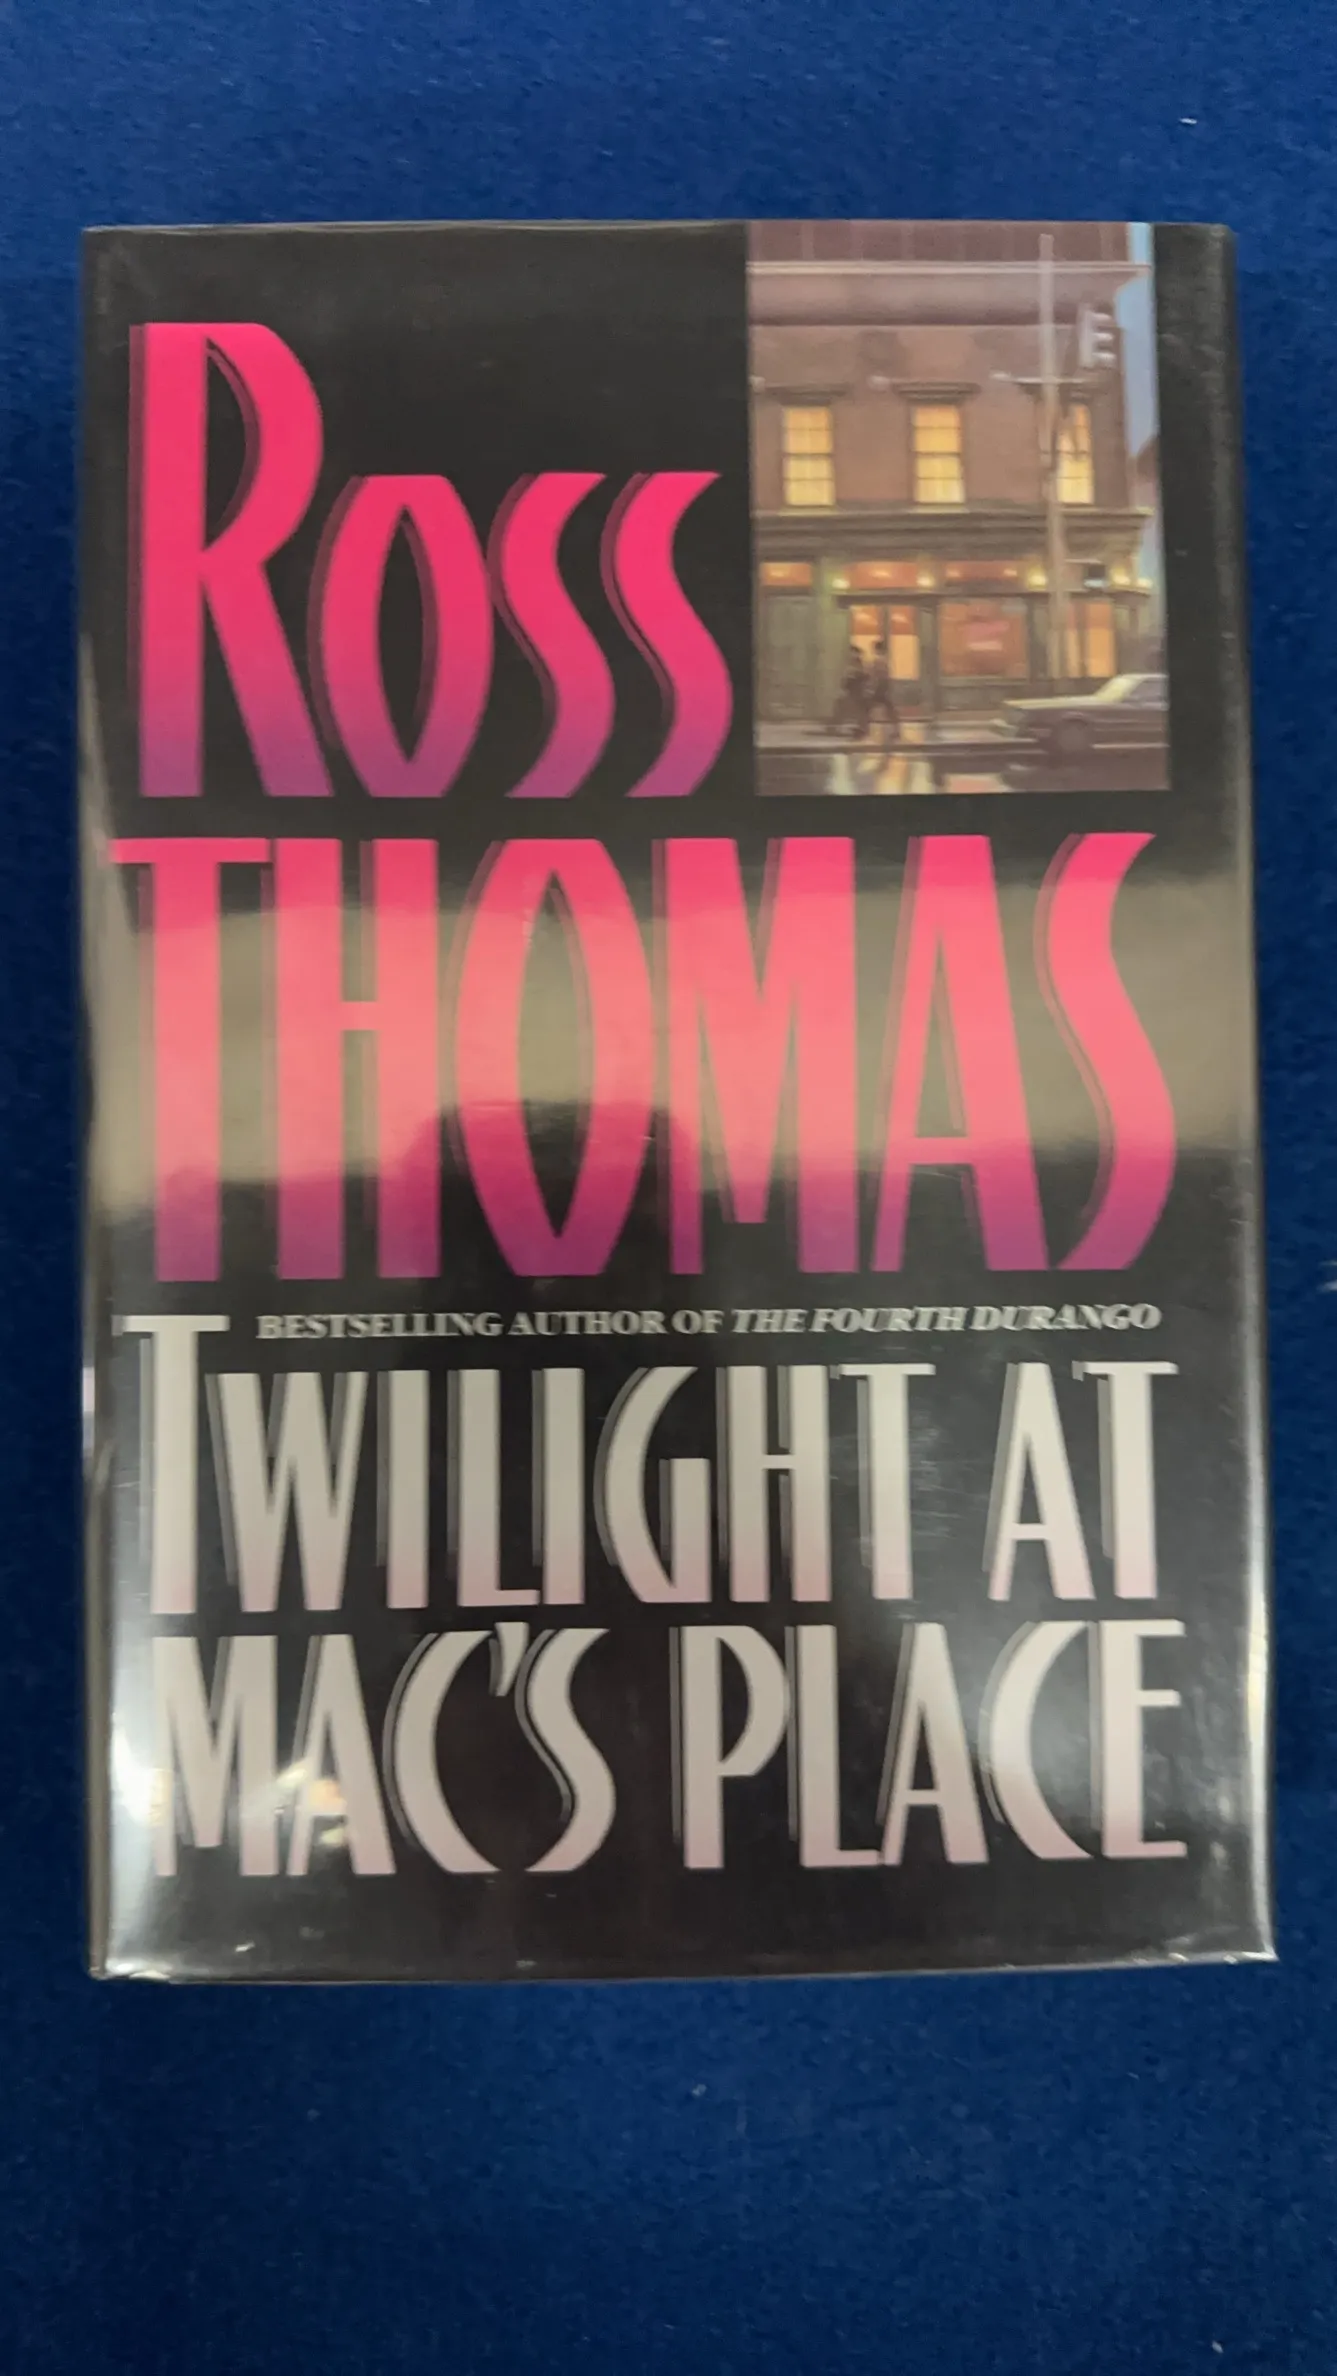 ROSS
THOMAS
BESTSELLING AUTHOR OF THE FOURTH DURANGO
TWILIGHT AT
MAC'S PLACE